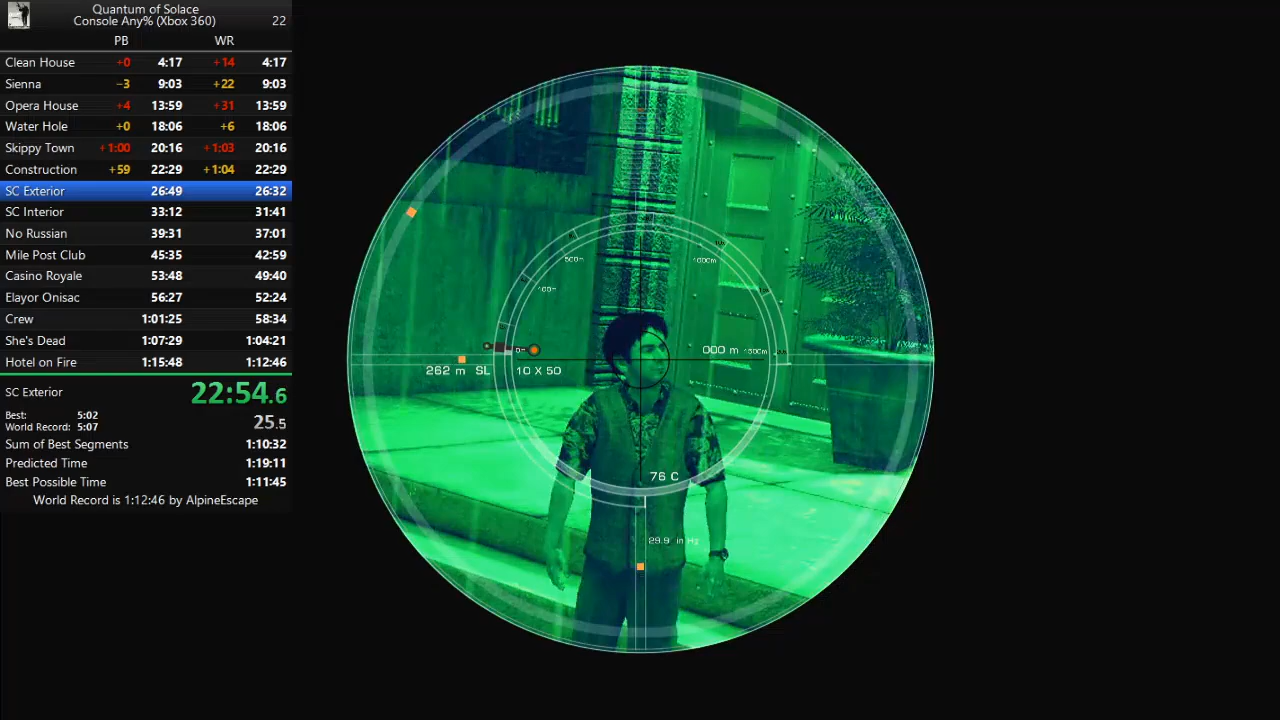 Quantum of Solace
Console Any% (Xbox 360) 22
PB WR
Clean House +0 4:17 +14 4:17
Sienna −3 9:03 +22 9:03
Opera House +4 13:59 +31 13:59
Water Hole +0 18:06 +6 18:06
Skippy Town +1:00 20:16 +1:03 20:16
Construction +59 22:29 +1:04 22:29
SC Exterior 26:49 26:32
SC Interior 33:12 31:41
No Russian 39:31 37:01
Mile Post Club 45:35 42:59
Casino Royale 53:48 49:40
Elayor Onisac 56:27 52:24
Crew 1:01:25 58:34
She's Dead 1:07:29 1:04:21
Hotel on Fire 1:15:48 1:12:46
SC Exterior 22:54.6
Best: 5:02
World Record: 5:07 25.5
Sum of Best Segments 1:10:32
Predicted Time 1:19:11
Best Possible Time 1:11:45
World Record is 1:12:46 by AlpineEscape
500m 1000m
000 m 1500m
262 m SL 10 X 50
76 C
29.9 in Hz